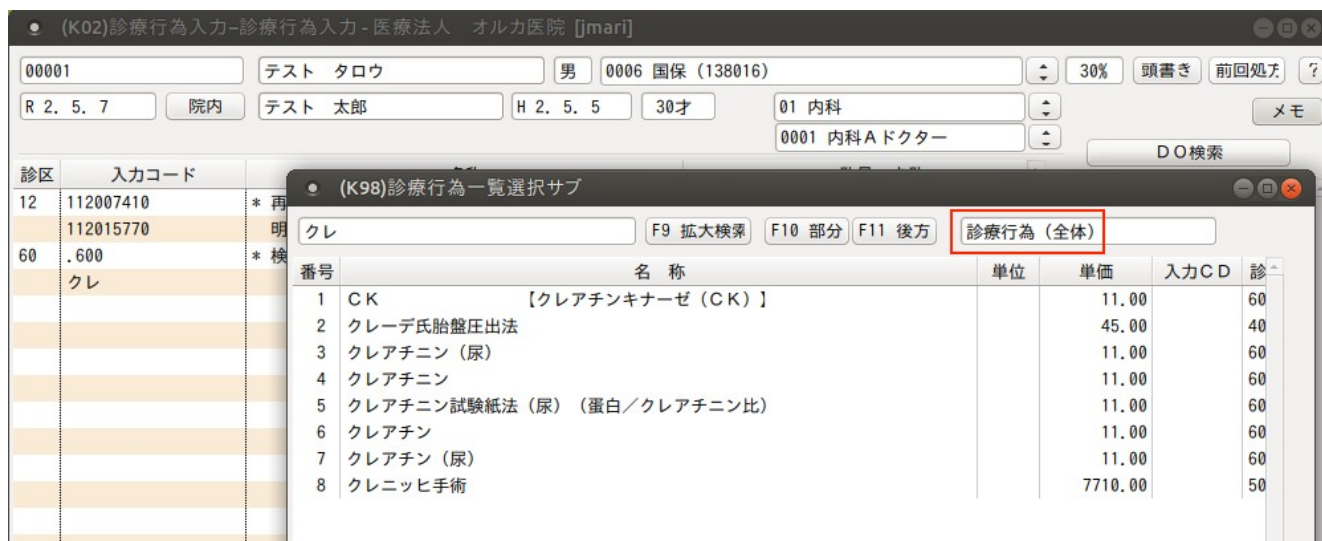 (K02)診療行為入力–診療行為入力 - 医療法人　オルカ医院 [jmari]
00001 テスト　タロウ 男 0006 国保 (138016) 30% 頭書き 前回処方 ?
R 2. 5. 7 院内 テスト　太郎 H 2. 5. 5 30才 01 内科 メモ
0001 内科Aドクター
DO検索
診区 入力コード
(K98)診療行為一覧選択サブ
12 112007410 * 再
112015770 明
60 .600 * 検
クレ
クレ F9 拡大検索 F10 部分 F11 後方 診療行為（全体）
番号 名　称 単位 単価 入力CD 診
1 CK 【クレアチンキナーゼ（CK）】 11.00 60
2 クレーデ氏胎盤圧出法 45.00 40
3 クレアチニン（尿） 11.00 60
4 クレアチニン 11.00 60
5 クレアチニン試験紙法（尿）（蛋白／クレアチニン比） 11.00 60
6 クレアチン 11.00 60
7 クレアチン（尿） 11.00 60
8 クレニッヒ手術 7710.00 50